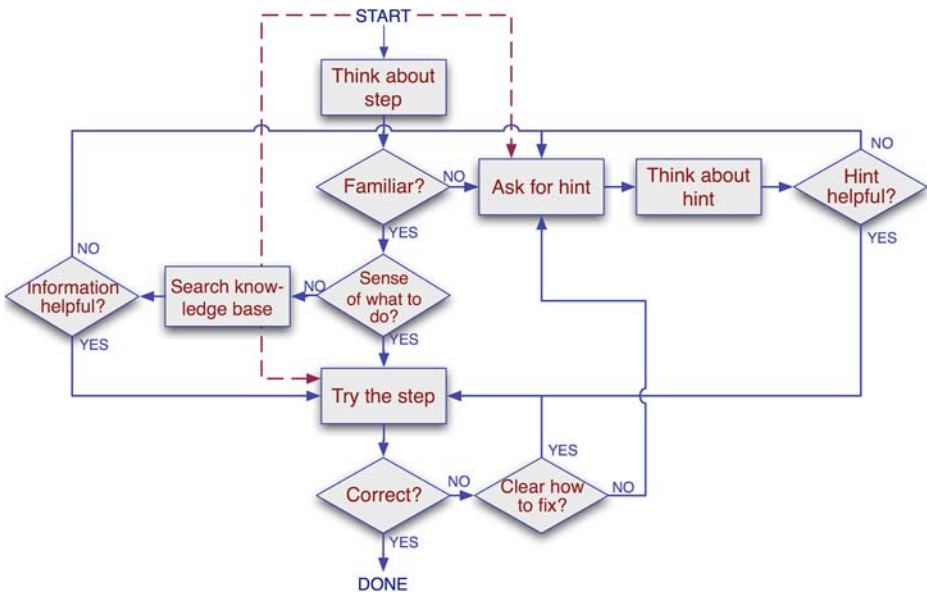 START
Think about
step
NO
Familiar?
NO
Ask for hint
Think about
hint
Hint
helpful?
YES
YES
NO
Information
helpful?
Search know-
ledge base
NO
Sense
of what to
do?
YES
YES
Try the step
YES
Correct?
NO
Clear how
to fix?
NO
YES
DONE